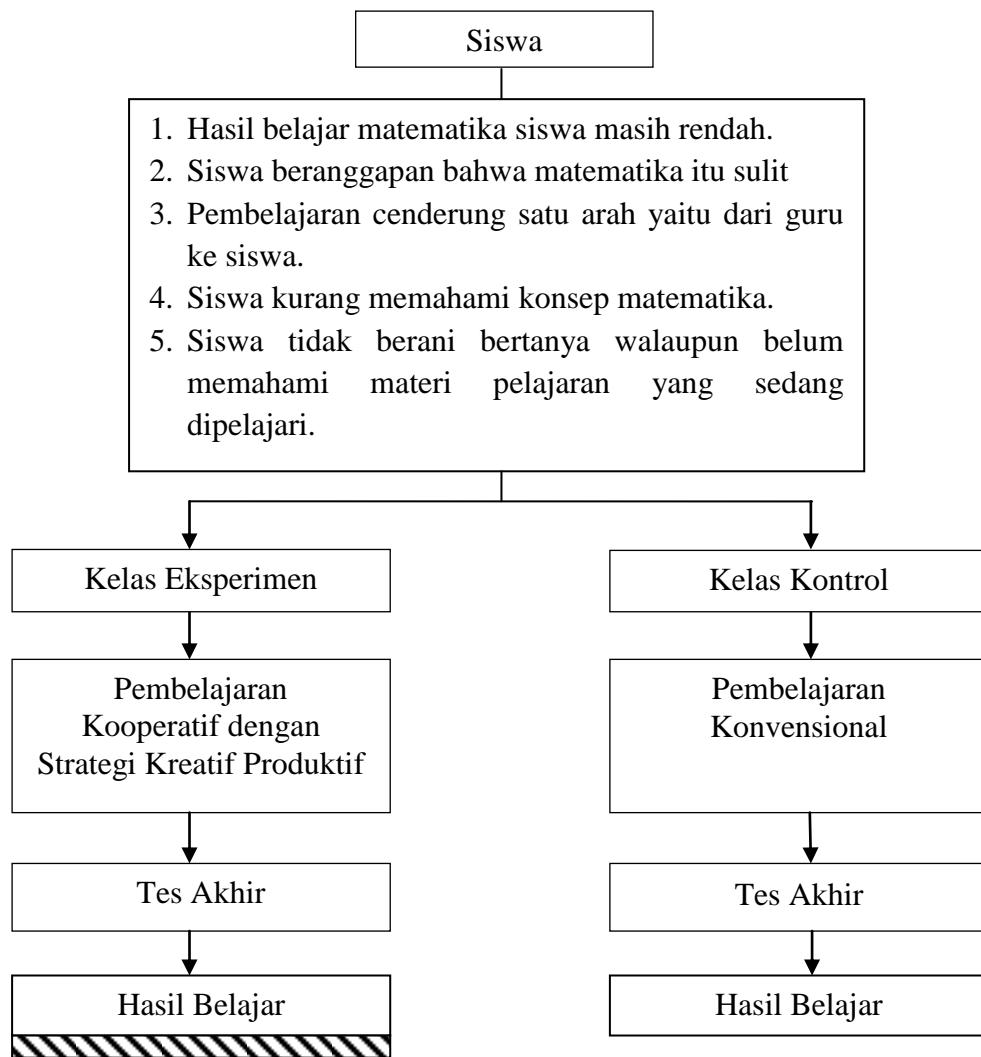 Siswa
1. Hasil belajar matematika siswa masih rendah.
2. Siswa beranggapan bahwa matematika itu sulit
3. Pembelajaran cenderung satu arah yaitu dari guru
ke siswa.
4. Siswa kurang memahami konsep matematika.
5. Siswa tidak berani bertanya walaupun belum
memahami materi pelajaran yang sedang
dipelajari.
Kelas Eksperimen
Kelas Kontrol
Pembelajaran
Kooperatif dengan
Strategi Kreatif Produktif
Pembelajaran
Konvensional
Tes Akhir
Tes Akhir
Hasil Belajar
Hasil Belajar